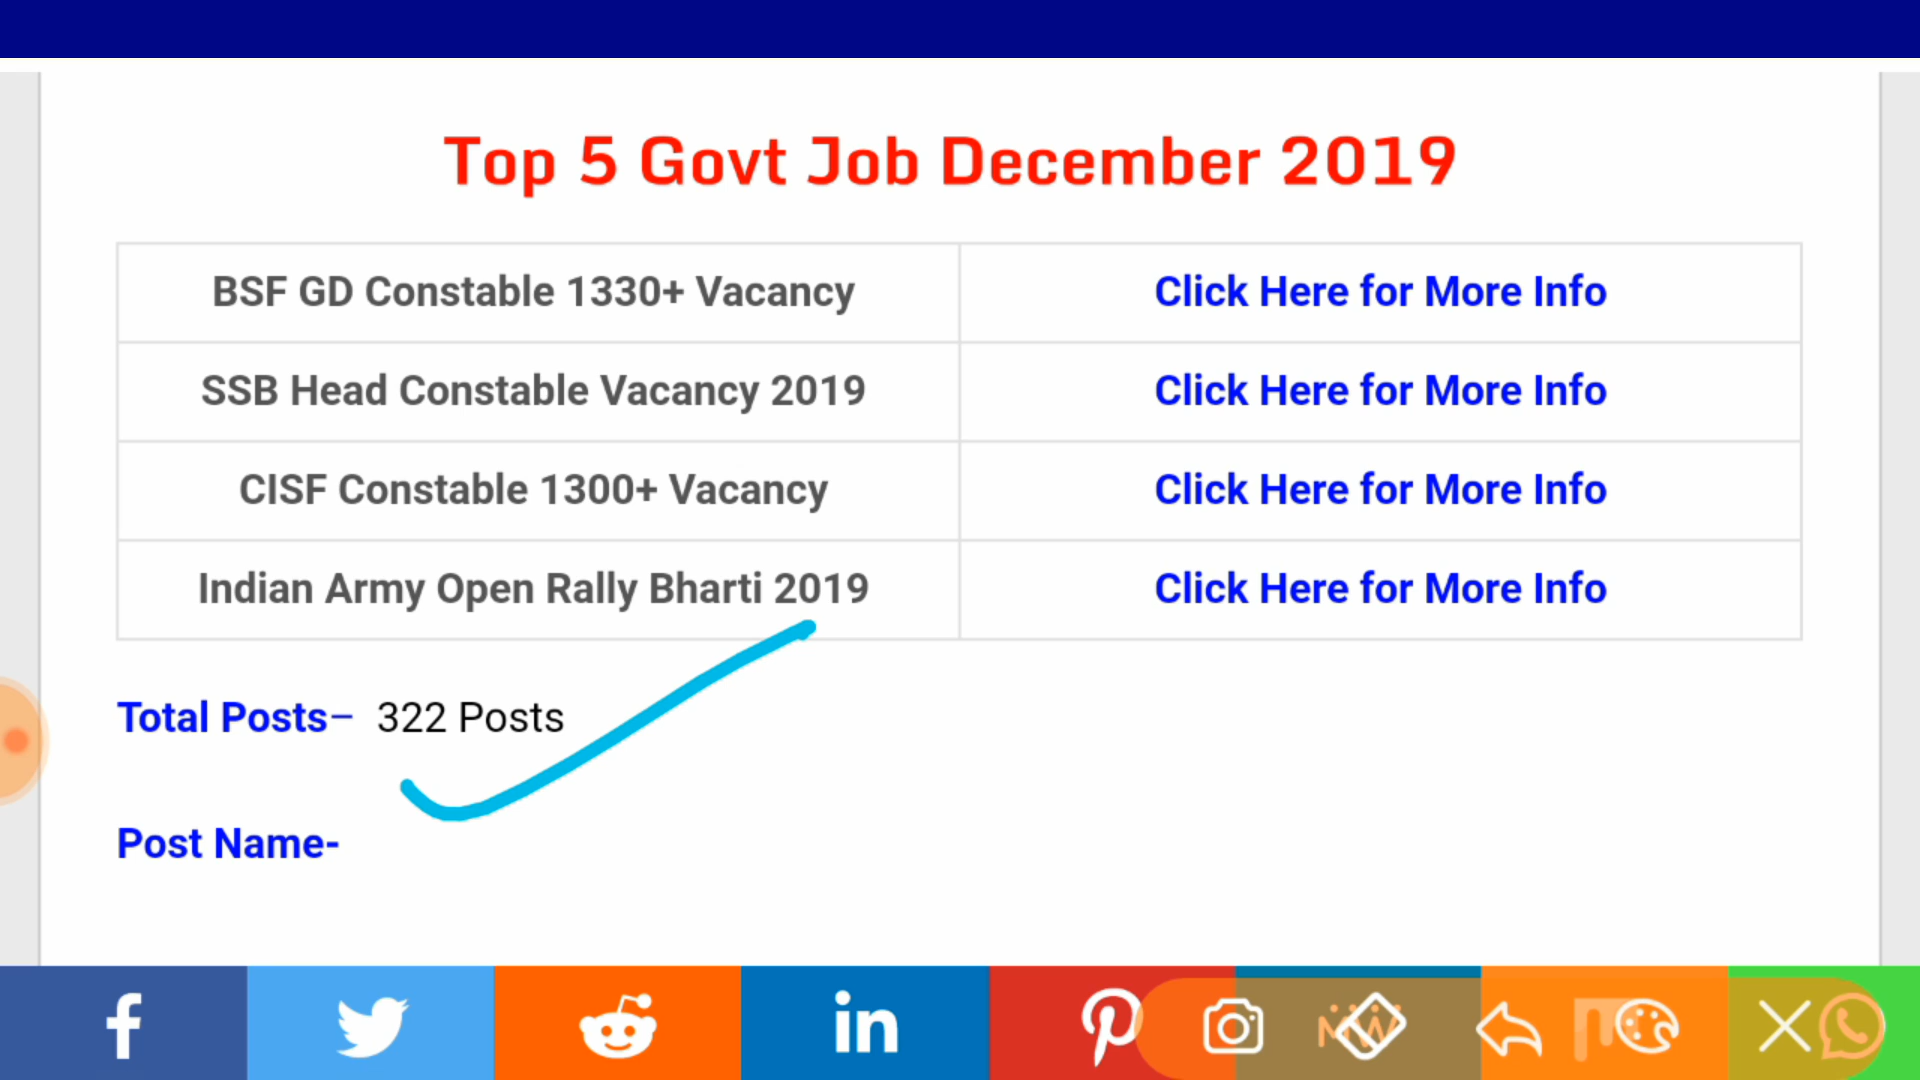 Top 5 Govt Job December 2019
BSF GD Constable 1330+ Vacancy Click Here for More Info
SSB Head Constable Vacancy 2019 Click Here for More Info
CISF Constable 1300+ Vacancy Click Here for More Info
Indian Army Open Rally Bharti 2019 Click Here for More Info
Total Posts– 322 Posts
Post Name-